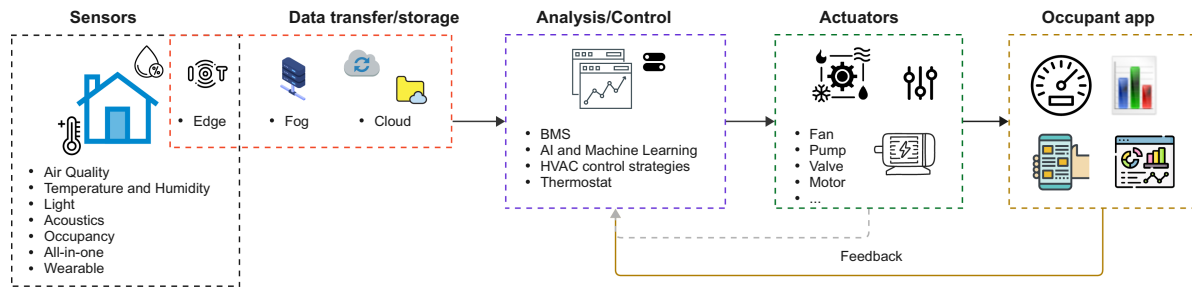 Sensors
Data transfer/storage
Analysis/Control
Actuators
Occupant app
%
+
IOT
• Edge
• Fog
• Cloud
• Air Quality
• Temperature and Humidity
• Light
• Acoustics
• Occupancy
• All-in-one
• Wearable
• BMS
• AI and Machine Learning
• HVAC control strategies
• Thermostat
• Fan
• Pump
• Valve
• Motor
• ...
Feedback